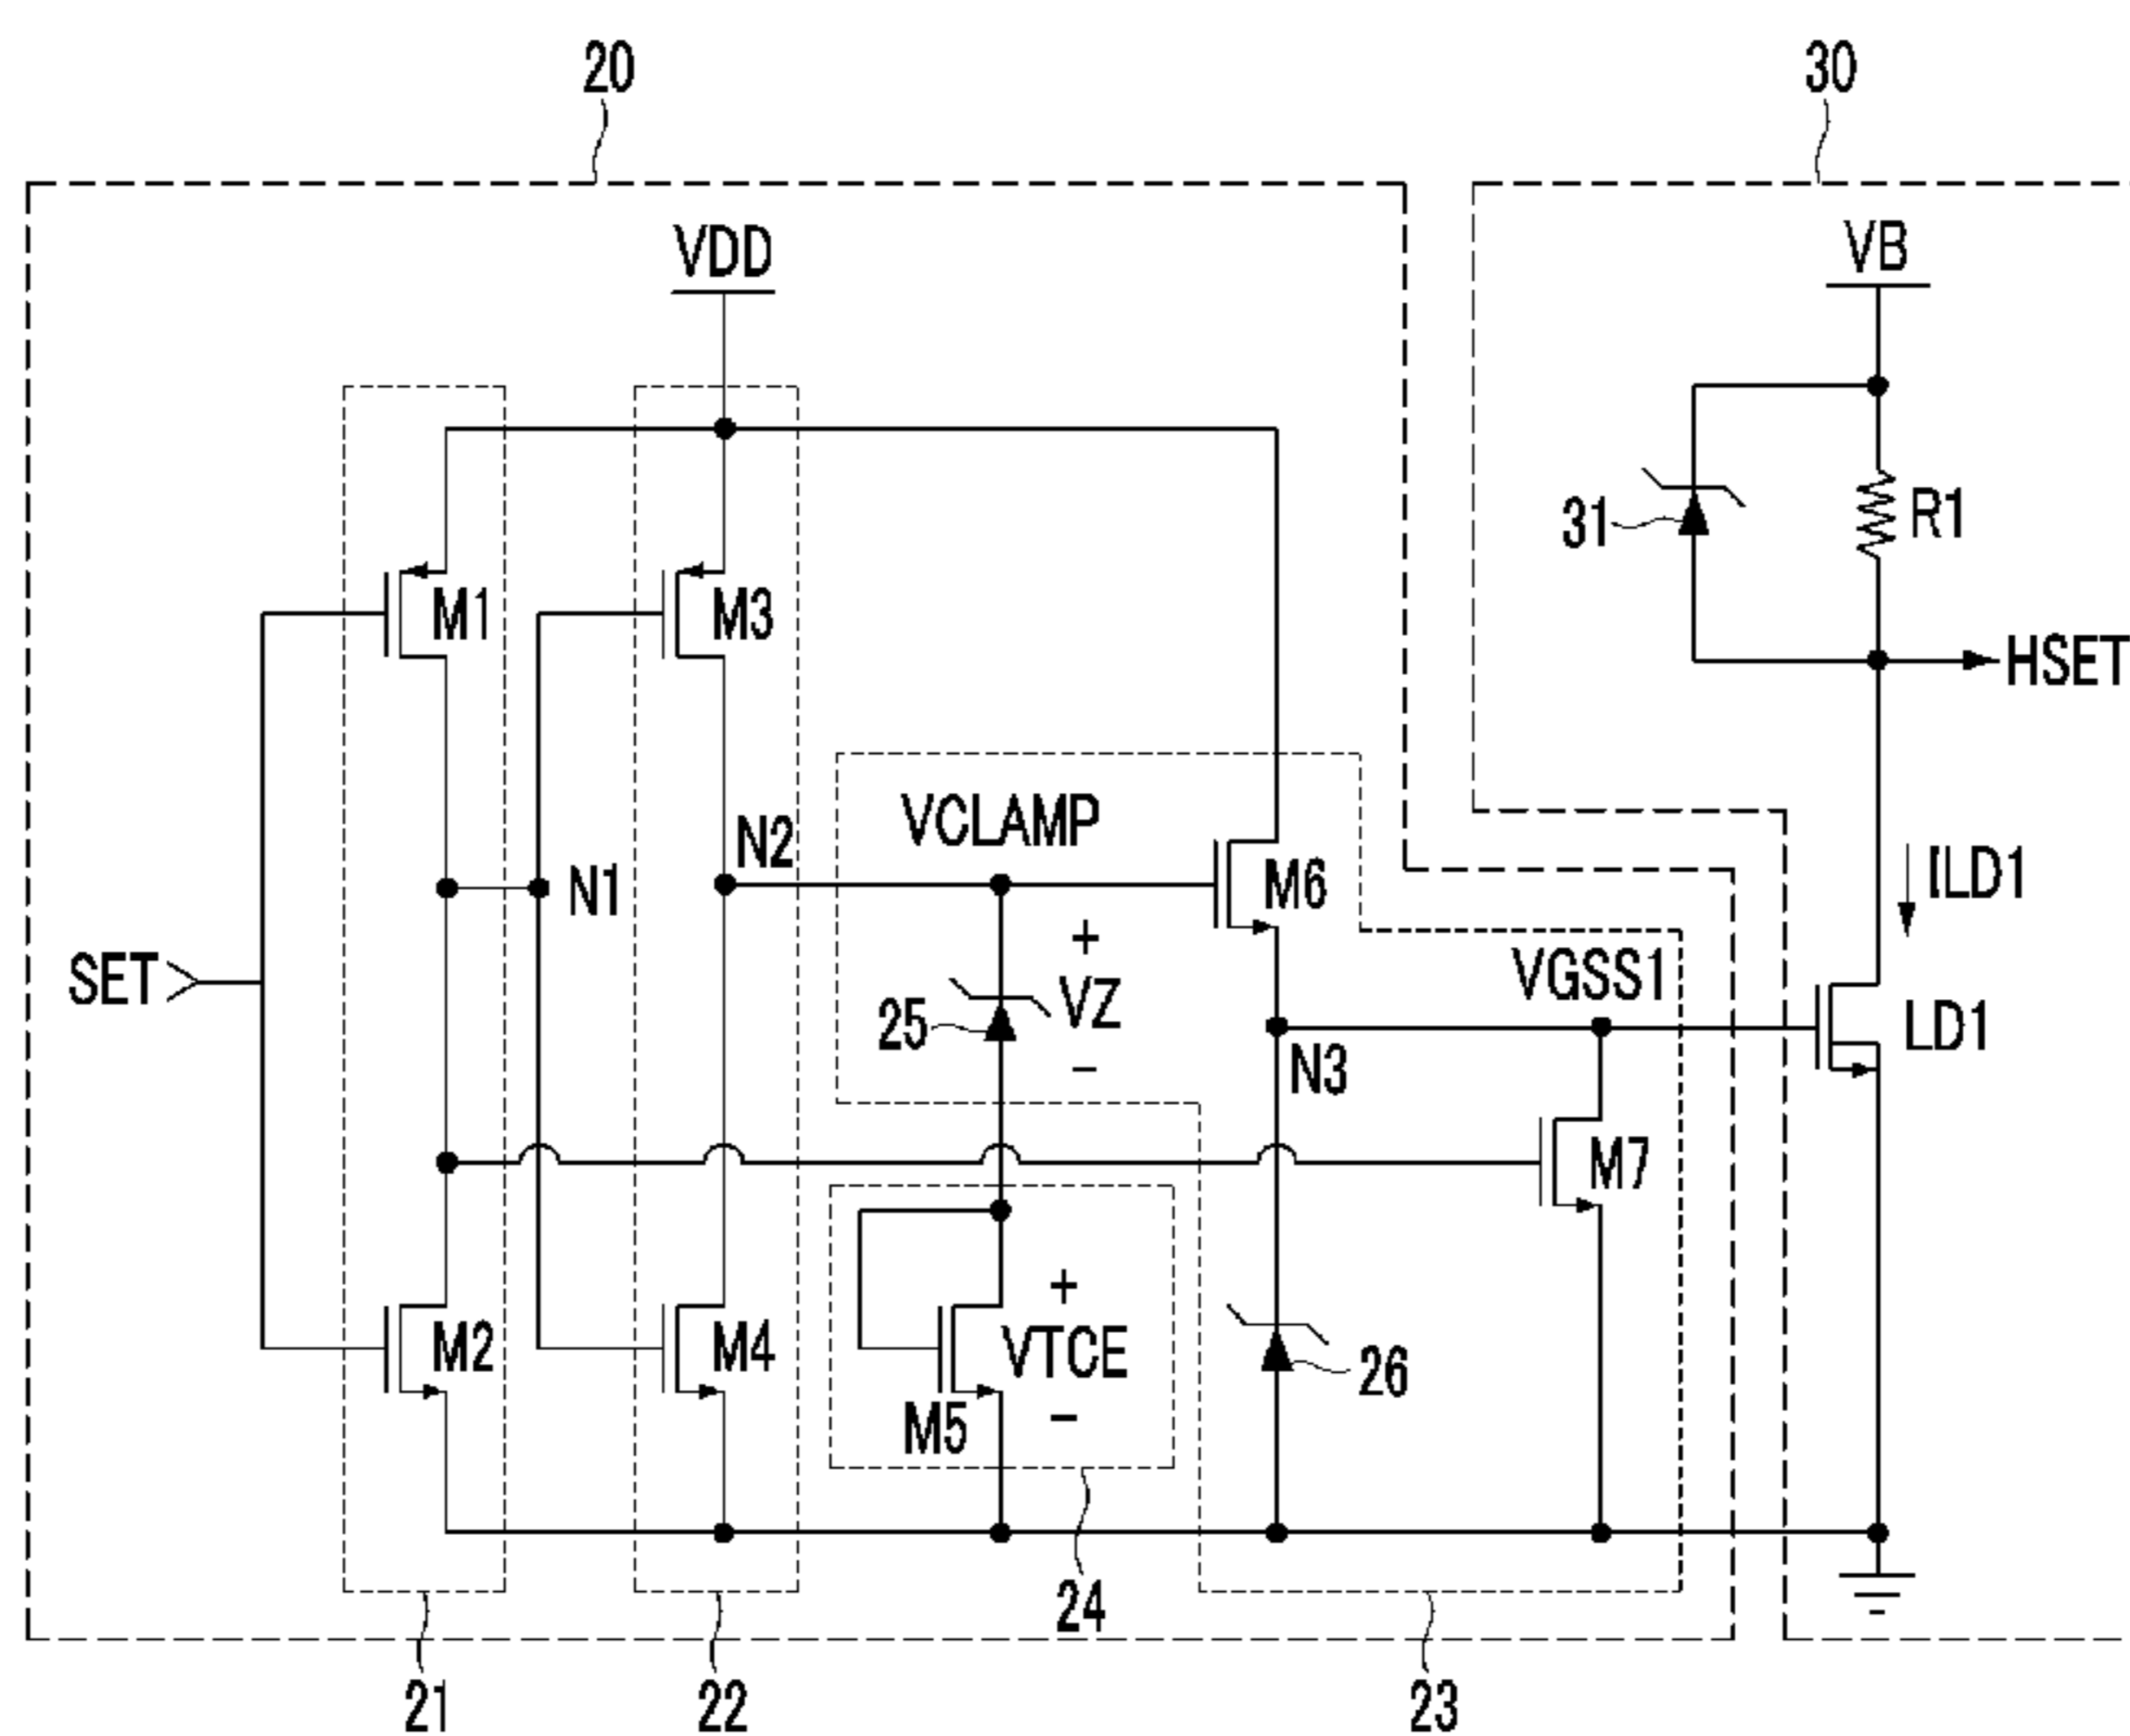 20
30
VDD
VB
31
R1
M1
M3
HSET
VCLAMP
N2
M6
N1
ILD1
SET
VGSS1
25
+
VZ
-
LD1
N3
M7
+
M2
M4
VTCE
26
M5
-
24
21
22
23